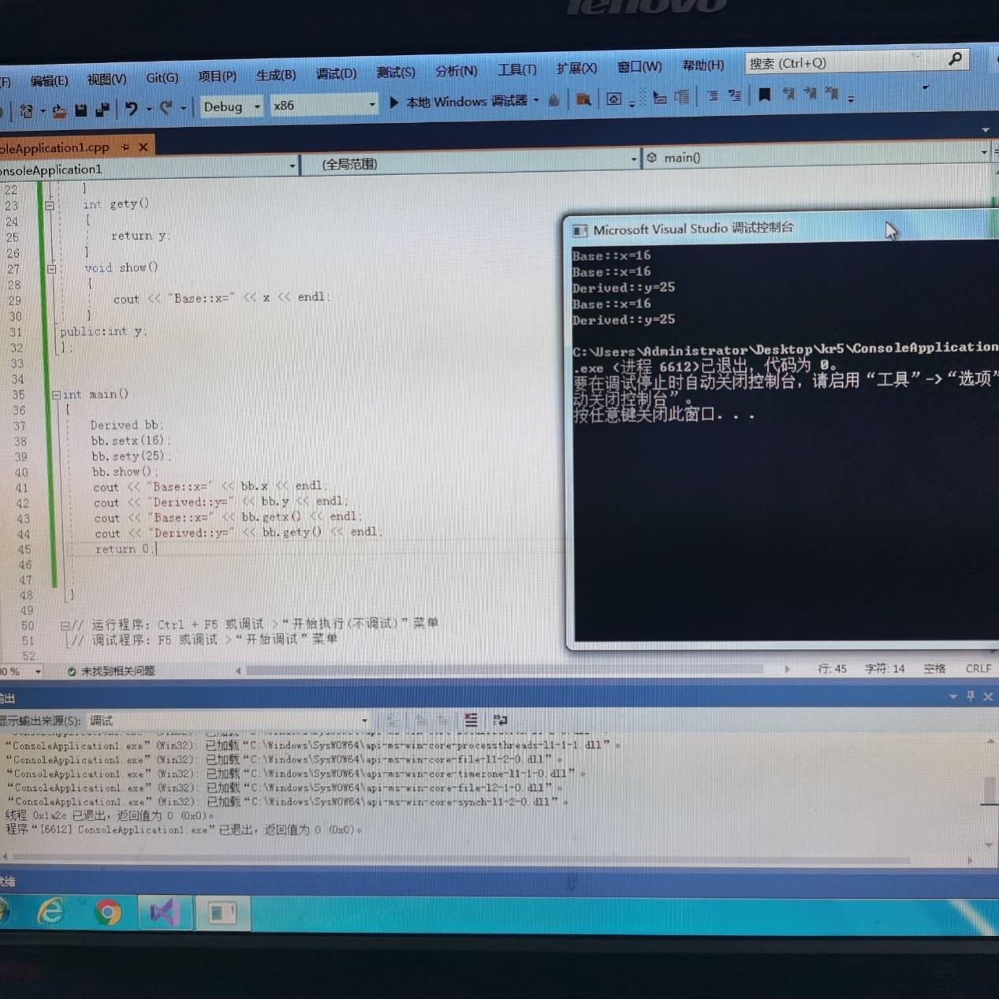 lenovo
编辑(E) 视图(V) Git(G) 项目(P) 生成(B) 调试(D) 测试(S) 分析(N) 工具(T) 扩展(X) 窗口(W) 帮助(H) 搜索 (Ctrl+Q)
Debug x86 本地 Windows 调试器
oleApplication1.cpp
onsoleApplication1 (全局范围) main()
22 }
23 int gety()
24 {
25 return y;
26 }
27 void show()
28 {
29 cout << "Base::x=" << x << endl;
30 }
31 public:int y;
32 };
33
34
35 int main()
36 {
37 Derived bb;
38 bb.setx(16);
39 bb.sety(25);
40 bb.show();
41 cout << "Base::x=" << bb.x << endl;
42 cout << "Derived::y=" << bb.y << endl;
43 cout << "Base::x=" << bb.getx() << endl;
44 cout << "Derived::y=" << bb.gety() << endl;
45 return 0;
46
47
48 }
49
50 // 运行程序: Ctrl + F5 或调试 >“开始执行(不调试)”菜单
51 // 调试程序: F5 或调试 >“开始调试”菜单
52
Microsoft Visual Studio 调试控制台
Base::x=16
Base::x=16
Derived::y=25
Base::x=16
Derived::y=25
C:\Users\Administrator\Desktop\kr5\ConsoleApplication
.exe (进程 6612)已退出，代码为 0。
要在调试停止时自动关闭控制台，请启用“工具”->“选项”
动关闭控制台”。
按任意键关闭此窗口. . .
未找到相关问题 行: 45 字符: 14 空格 CRLF
输出
显示输出来源(S): 调试
“ConsoleApplication1.exe”(Win32): 已加载“C:\Windows\SysWOW64\api-ms-win-core-processthreads-l1-1-1.dll”。
“ConsoleApplication1.exe”(Win32): 已加载“C:\Windows\SysWOW64\api-ms-win-core-file-l1-2-0.dll”。
“ConsoleApplication1.exe”(Win32): 已加载“C:\Windows\SysWOW64\api-ms-win-core-timezone-l1-1-0.dll”。
“ConsoleApplication1.exe”(Win32): 已加载“C:\Windows\SysWOW64\api-ms-win-core-file-l2-1-0.dll”。
“ConsoleApplication1.exe”(Win32): 已加载“C:\Windows\SysWOW64\api-ms-win-core-synch-l1-2-0.dll”。
线程 0x1a2c 已退出，返回值为 0 (0x0)。
程序“[6612] ConsoleApplication1.exe”已退出，返回值为 0 (0x0)。
就绪